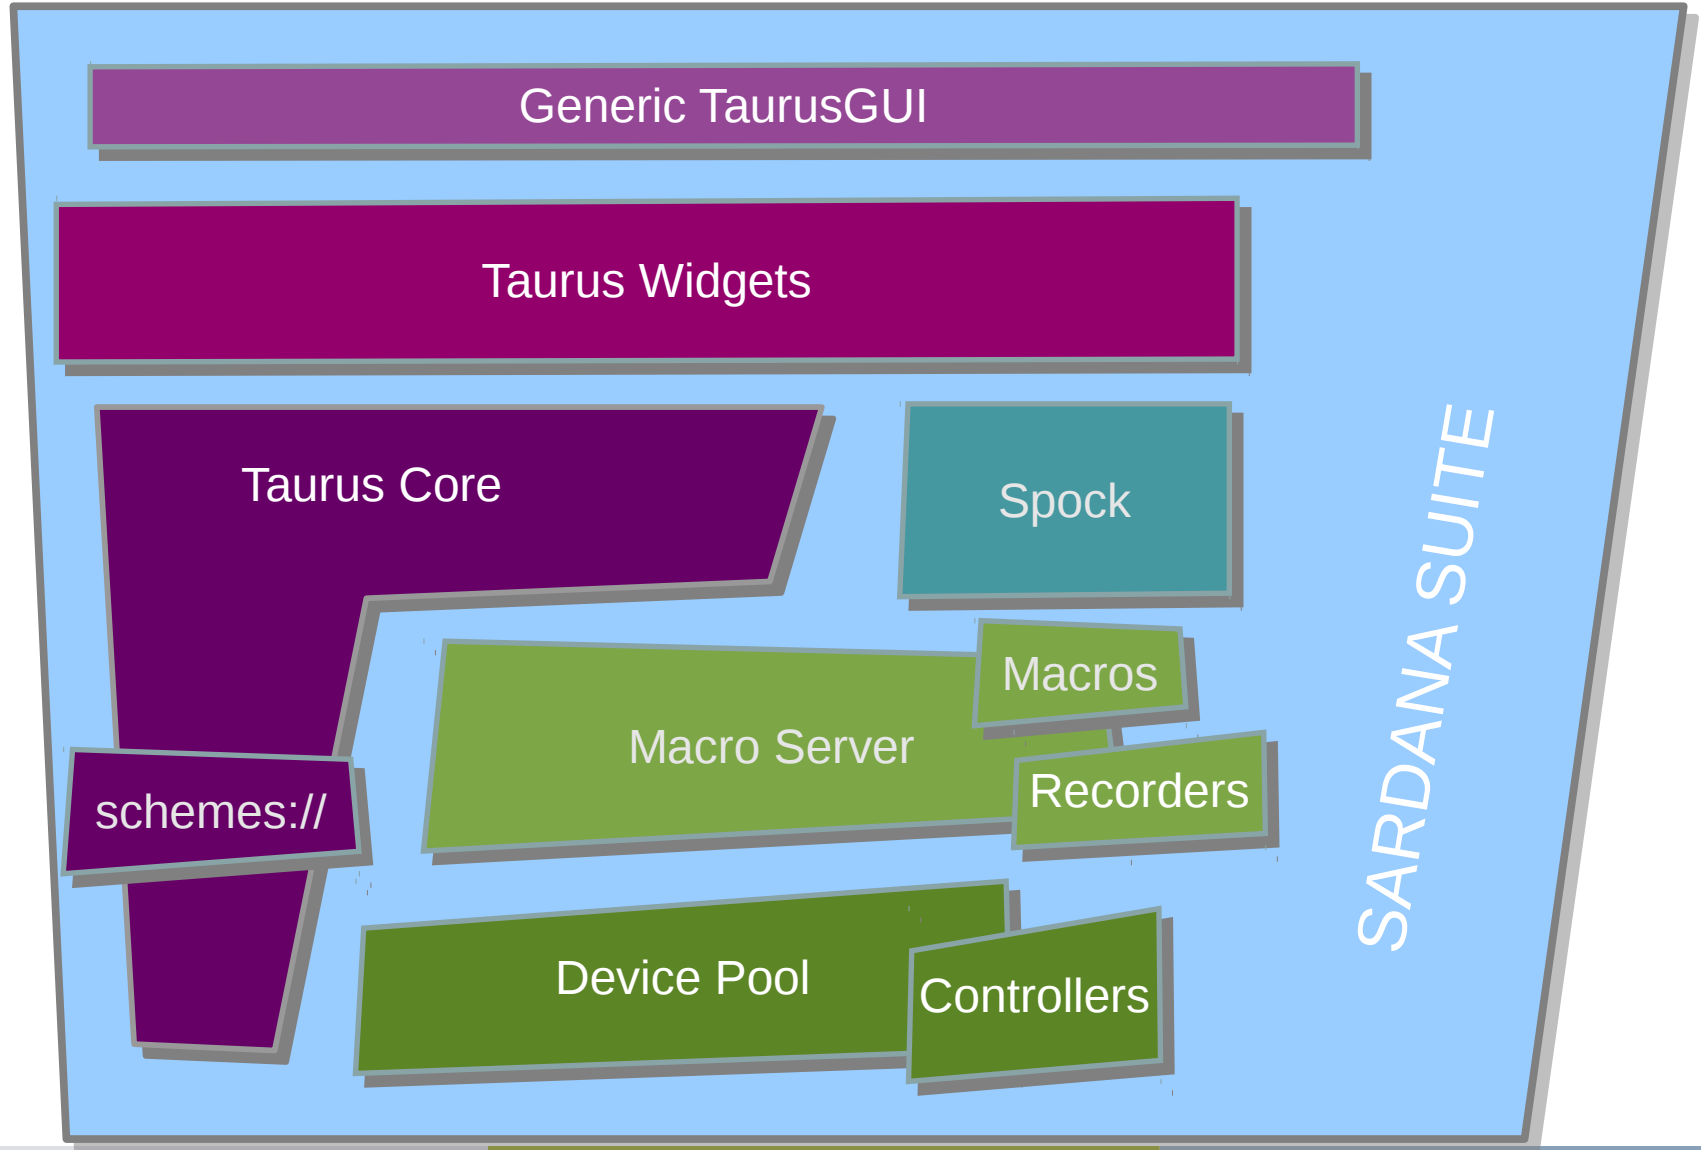 Generic TaurusGUI
Taurus Widgets
Taurus Core
Spock
Macros
Macro Server
Recorders
schemes://
Device Pool
Controllers
SARDANA SUITE